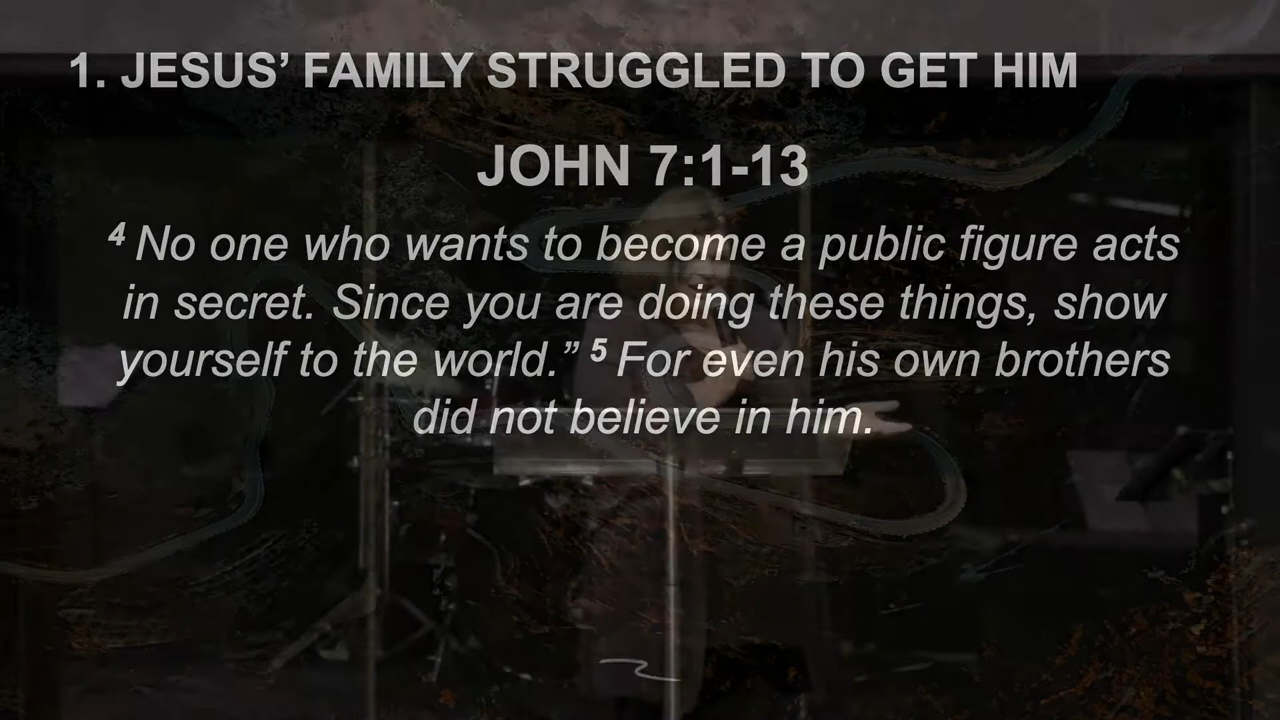 1. JESUS’ FAMILY STRUGGLED TO GET HIM
JOHN 7:1-13
4 No one who wants to become a public figure acts
in secret. Since you are doing these things, show
yourself to the world.” 5 For even his own brothers
did not believe in him.